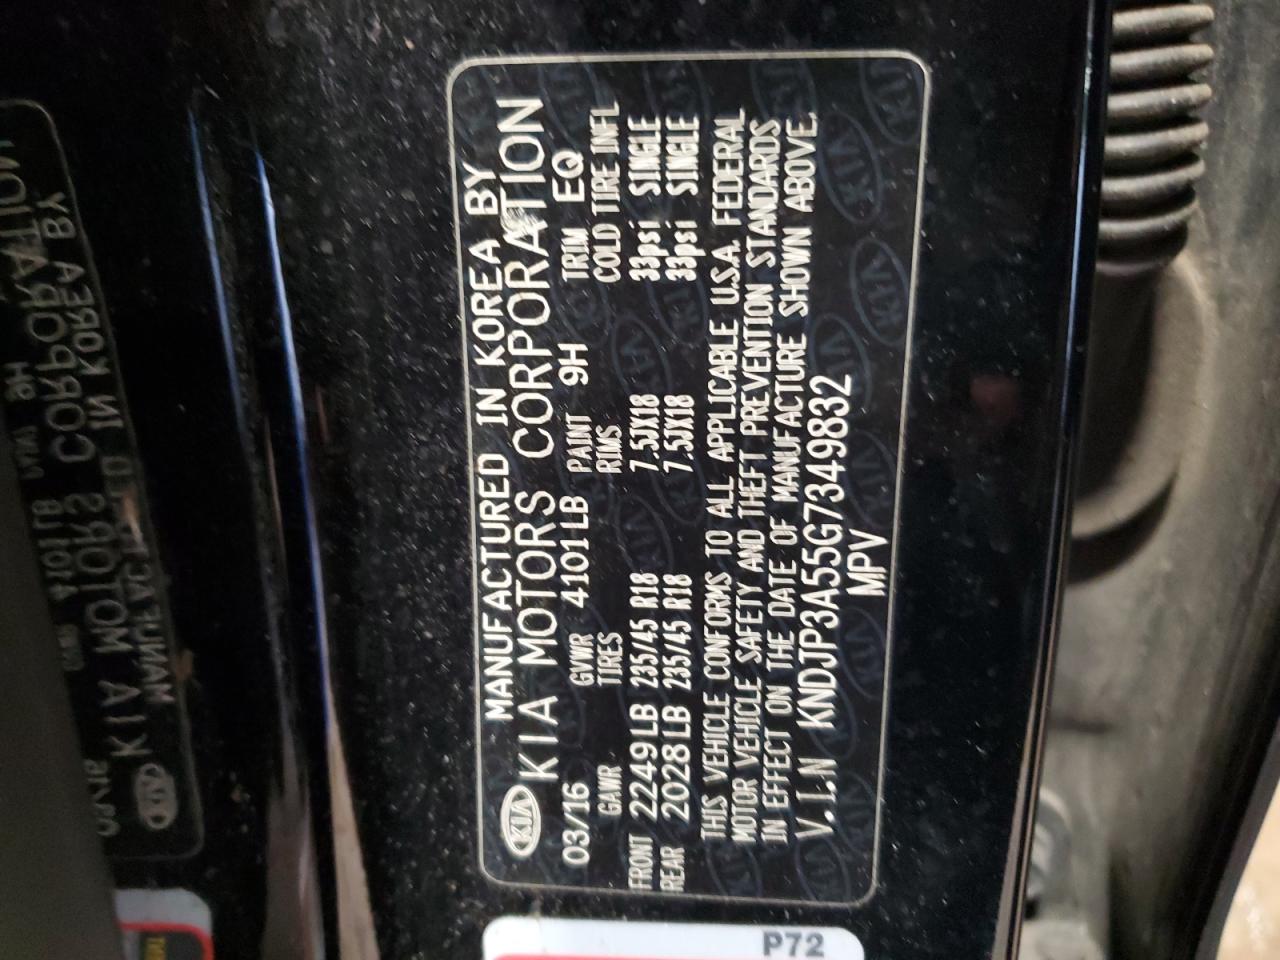 MANUFACTURED IN KOREA BY
KIA KIA MOTORS CORPORATION
03/16 GVWR 4101LB PAINT 9H TRIM EQ
GAWR TIRES RIMS COLD TIRE INFL
FRONT 2249LB 235/45 R18 7.5JX18 33psi SINGLE
REAR 2028LB 235/45 R18 7.5JX18 33psi SINGLE
THIS VEHICLE CONFORMS TO ALL APPLICABLE U.S.A. FEDERAL
MOTOR VEHICLE SAFETY AND THEFT PREVENTION STANDARDS
IN EFFECT ON THE DATE OF MANUFACTURE SHOWN ABOVE.
V.I.N KNDJP3A55G7349832
MPV
P72